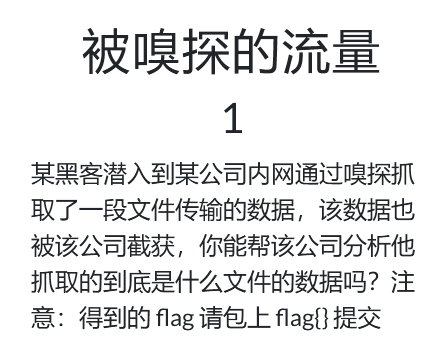 被嗅探的流量
1
某黑客潜入到某公司内网通过嗅探抓
取了一段文件传输的数据，该数据也
被该公司截获，你能帮该公司分析他
抓取的到底是什么文件的数据吗？注
意：得到的 flag 请包上 flag{} 提交